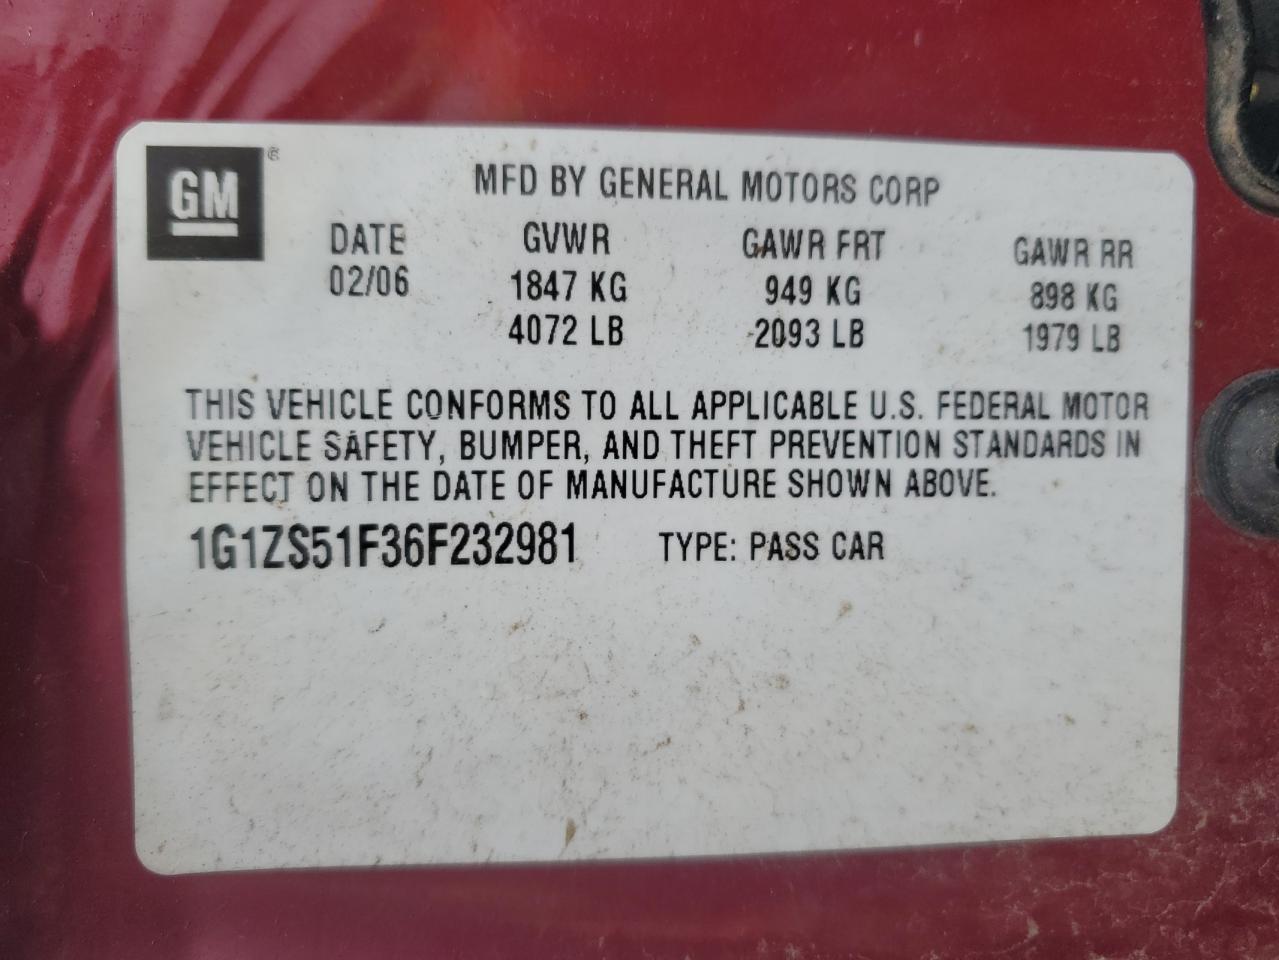 GM®
MFD BY GENERAL MOTORS CORP
DATE GVWR GAWR FRT GAWR RR
02/06 1847 KG 949 KG 898 KG
4072 LB 2093 LB 1979 LB
THIS VEHICLE CONFORMS TO ALL APPLICABLE U.S. FEDERAL MOTOR
VEHICLE SAFETY, BUMPER, AND THEFT PREVENTION STANDARDS IN
EFFECT ON THE DATE OF MANUFACTURE SHOWN ABOVE.
1G1ZS51F36F232981 TYPE: PASS CAR